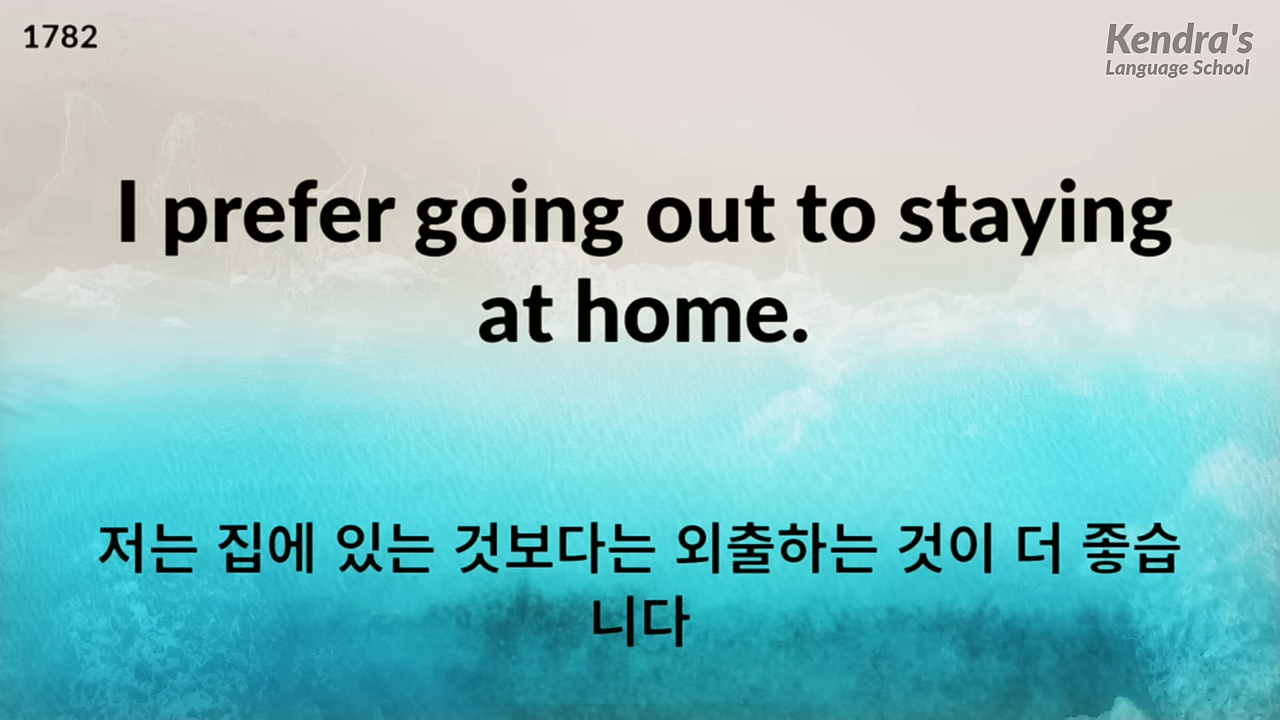 1782
Kendra's
Language School
I prefer going out to staying
at home.
저는 집에 있는 것보다는 외출하는 것이 더 좋습
니다